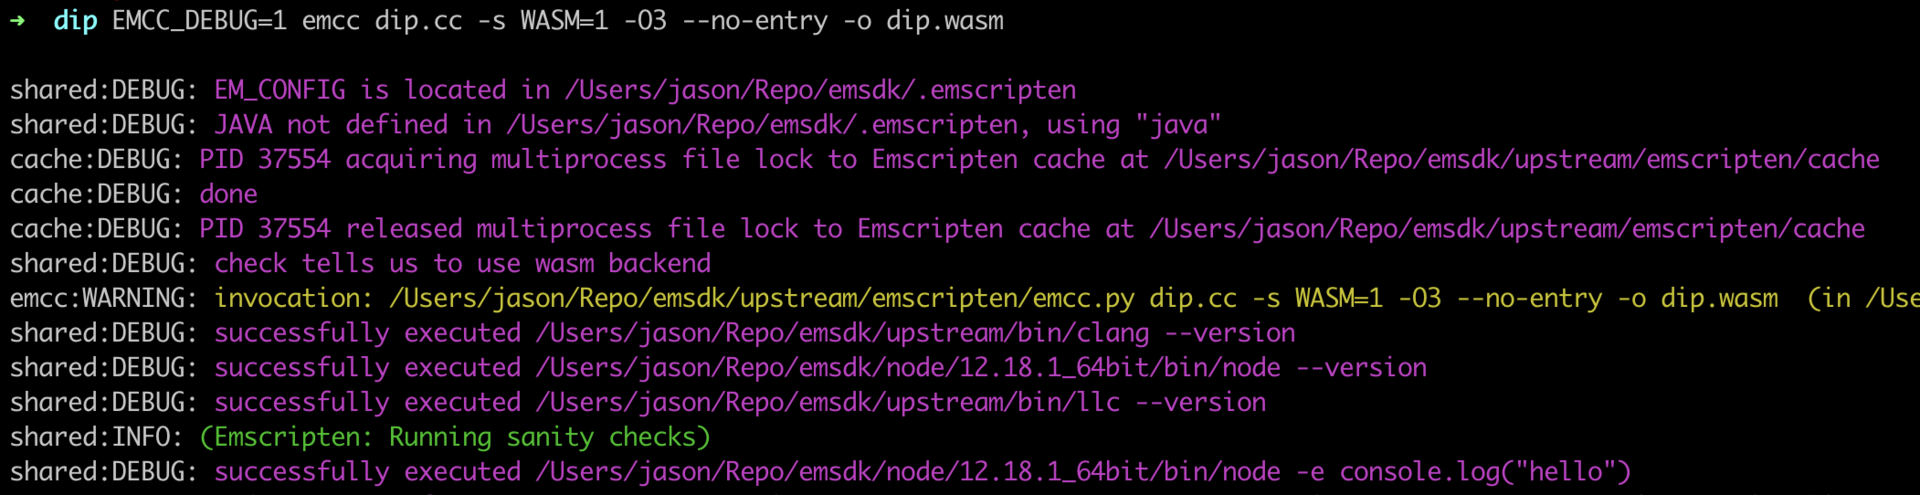 ➜ dip EMCC_DEBUG=1 emcc dip.cc -s WASM=1 -O3 --no-entry -o dip.wasm
shared:DEBUG: EM_CONFIG is located in /Users/jason/Repo/emsdk/.emscripten
shared:DEBUG: JAVA not defined in /Users/jason/Repo/emsdk/.emscripten, using "java"
cache:DEBUG: PID 37554 acquiring multiprocess file lock to Emscripten cache at /Users/jason/Repo/emsdk/upstream/emscripten/cache
cache:DEBUG: done
cache:DEBUG: PID 37554 released multiprocess file lock to Emscripten cache at /Users/jason/Repo/emsdk/upstream/emscripten/cache
shared:DEBUG: check tells us to use wasm backend
emcc:WARNING: invocation: /Users/jason/Repo/emsdk/upstream/emscripten/emcc.py dip.cc -s WASM=1 -O3 --no-entry -o dip.wasm  (in /Use
shared:DEBUG: successfully executed /Users/jason/Repo/emsdk/upstream/bin/clang --version
shared:DEBUG: successfully executed /Users/jason/Repo/emsdk/node/12.18.1_64bit/bin/node --version
shared:DEBUG: successfully executed /Users/jason/Repo/emsdk/upstream/bin/llc --version
shared:INFO: (Emscripten: Running sanity checks)
shared:DEBUG: successfully executed /Users/jason/Repo/emsdk/node/12.18.1_64bit/bin/node -e console.log("hello")